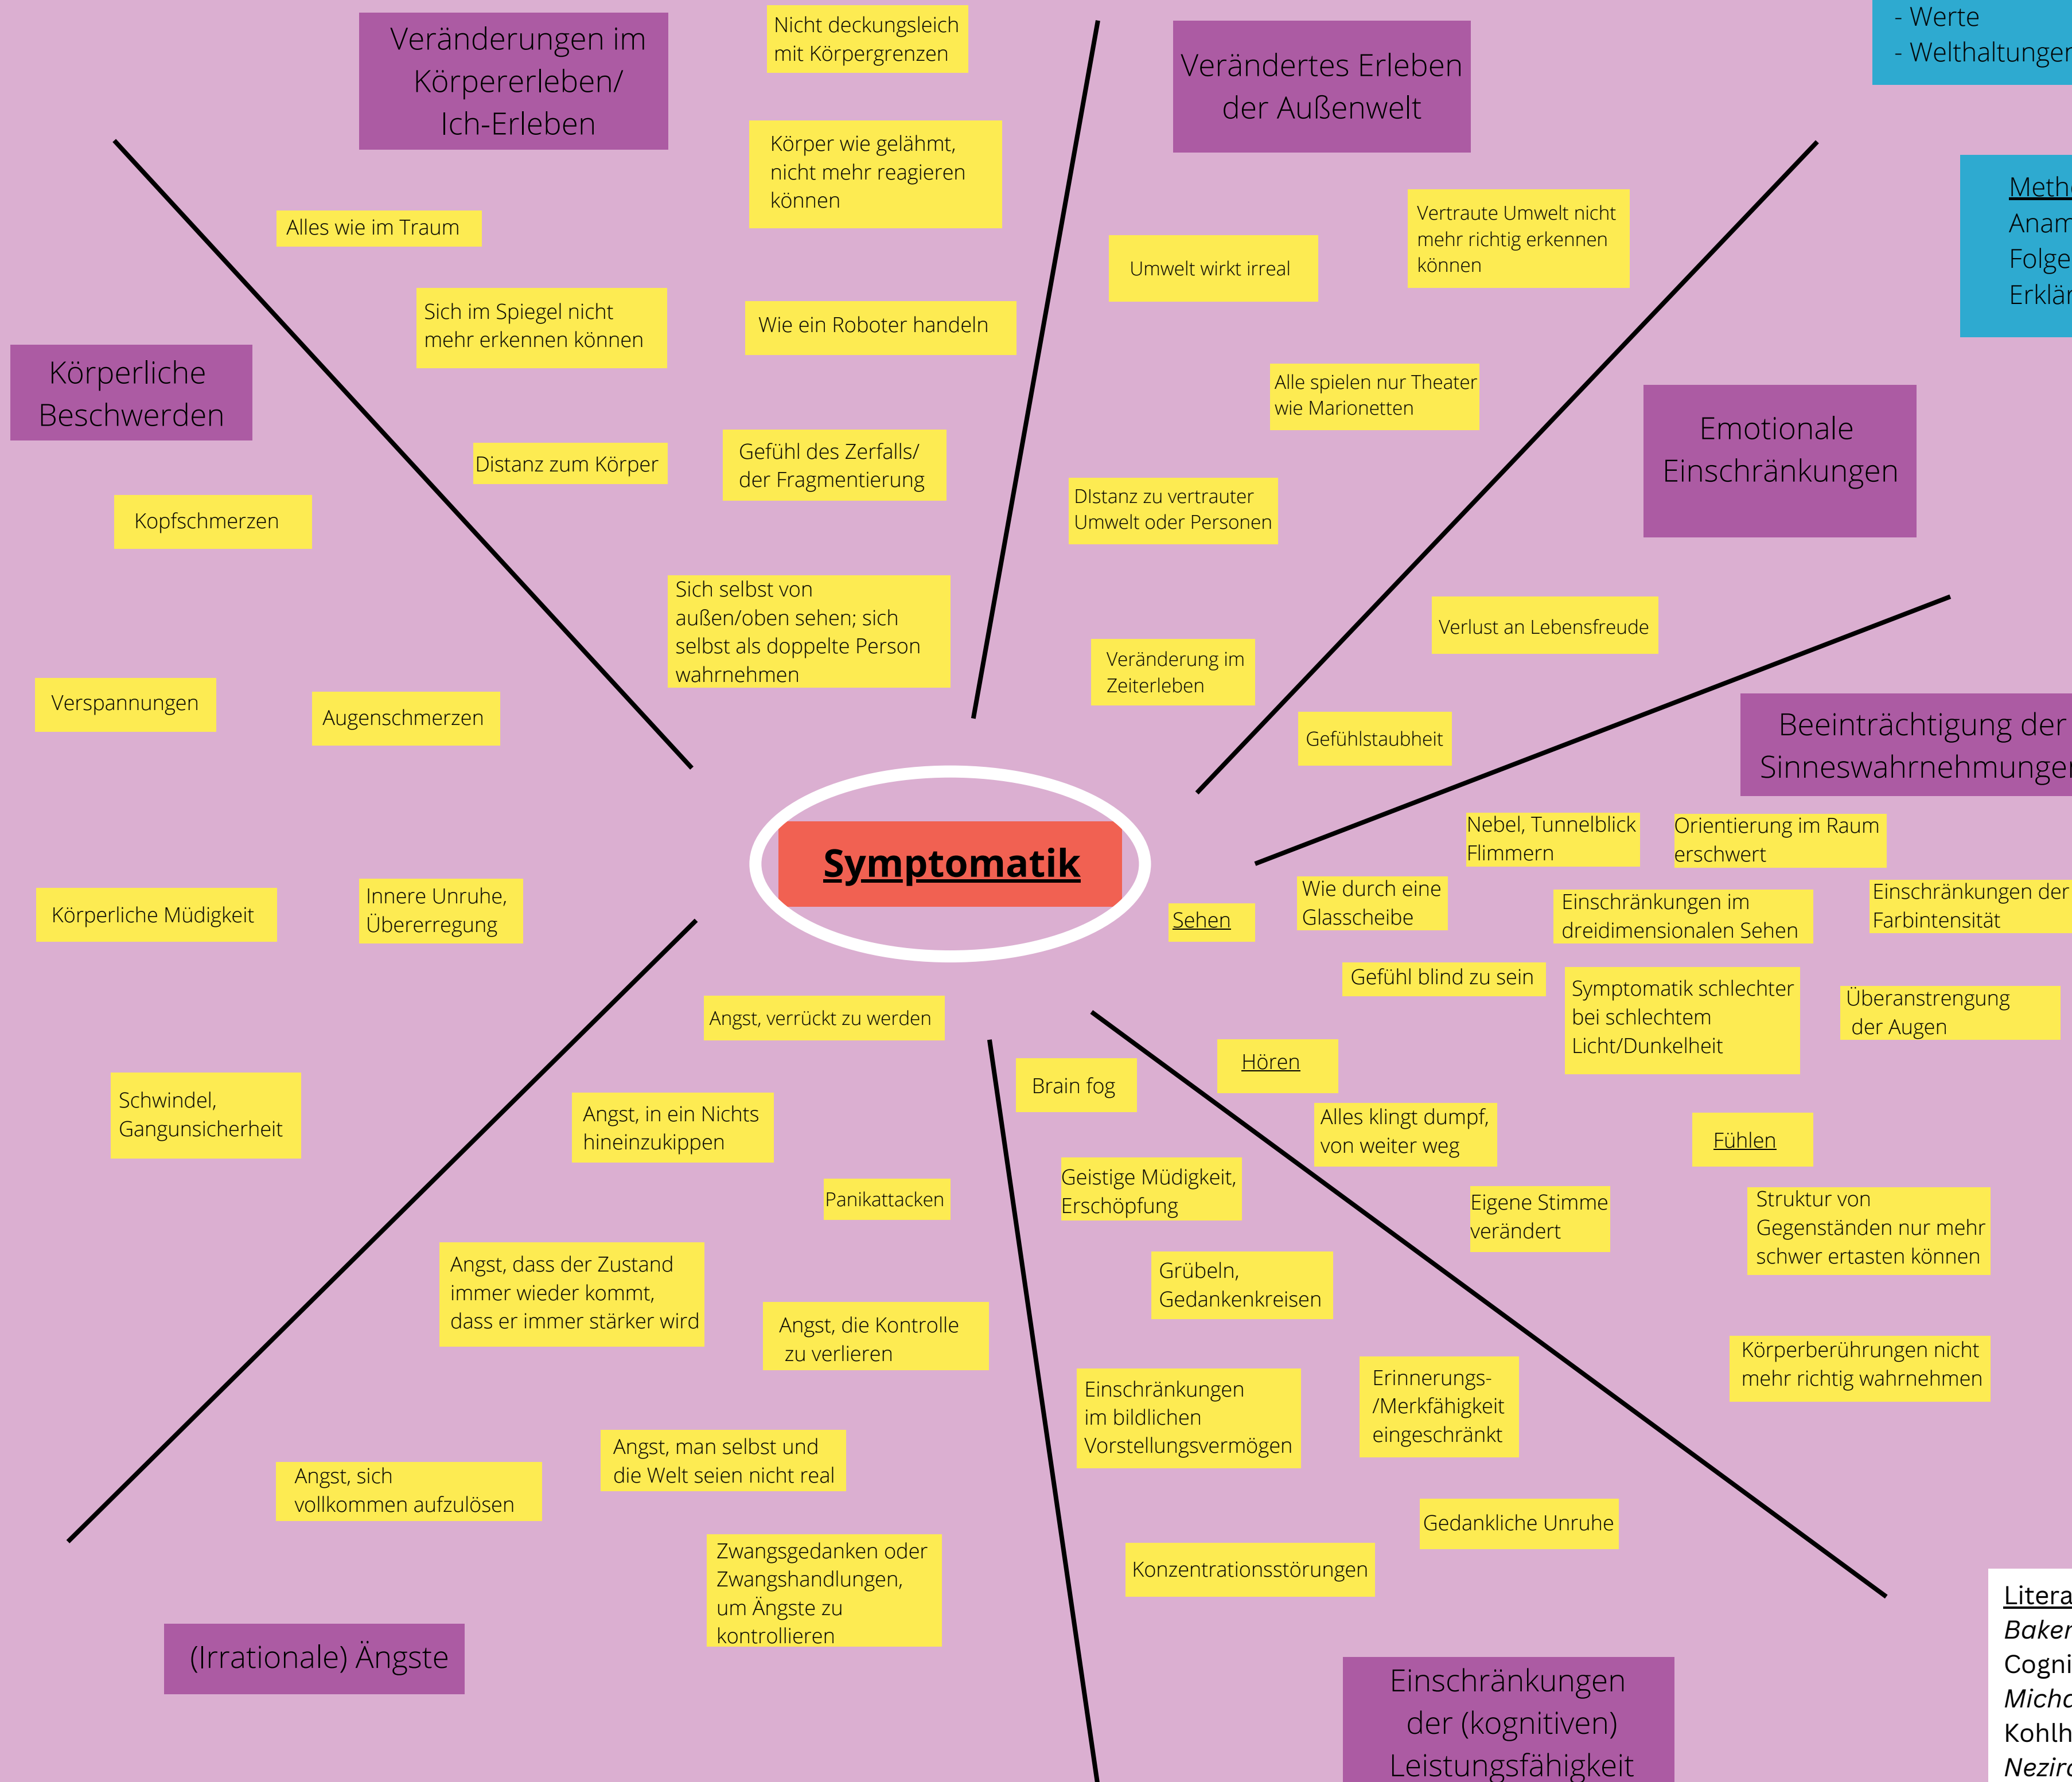 Veränderungen im
Körpererleben/
Ich-Erleben
Nicht deckungsleich
mit Körpergrenzen
Körper wie gelähmt,
nicht mehr reagieren
können
Alles wie im Traum
Sich im Spiegel nicht
mehr erkennen können
Wie ein Roboter handeln
Distanz zum Körper
Gefühl des Zerfalls/
der Fragmentierung
Sich selbst von
außen/oben sehen; sich
selbst als doppelte Person
wahrnehmen
Verändertes Erleben
der Außenwelt
Vertraute Umwelt nicht
mehr richtig erkennen
können
Umwelt wirkt irreal
Alle spielen nur Theater
wie Marionetten
DIstanz zu vertrauter
Umwelt oder Personen
Veränderung im
Zeiterleben
- Werte
- Welthaltungen
Meth
Anam
Folge
Erklär
Emotionale
Einschränkungen
Verlust an Lebensfreude
Gefühlstaubheit
Körperliche
Beschwerden
Kopfschmerzen
Verspannungen
Augenschmerzen
Körperliche Müdigkeit
Innere Unruhe,
Übererregung
Schwindel,
Gangunsicherheit
Symptomatik
Beeinträchtigung der
Sinneswahrnehmungen
Nebel, Tunnelblick
Flimmern
Orientierung im Raum
erschwert
Sehen
Wie durch eine
Glasscheibe
Einschränkungen im
dreidimensionalen Sehen
Einschränkungen der
Farbintensität
Gefühl blind zu sein
Symptomatik schlechter
bei schlechtem
Licht/Dunkelheit
Überanstrengung
der Augen
Hören
Alles klingt dumpf,
von weiter weg
Eigene Stimme
verändert
Fühlen
Struktur von
Gegenständen nur mehr
schwer ertasten können
Körperberührungen nicht
mehr richtig wahrnehmen
Angst, verrückt zu werden
Angst, in ein Nichts
hineinzukippen
Panikattacken
Angst, dass der Zustand
immer wieder kommt,
dass er immer stärker wird
Angst, die Kontrolle
zu verlieren
Angst, man selbst und
die Welt seien nicht real
Angst, sich
vollkommen aufzulösen
Zwangsgedanken oder
Zwangshandlungen,
um Ängste zu
kontrollieren
(Irrationale) Ängste
Brain fog
Geistige Müdigkeit,
Erschöpfung
Grübeln,
Gedankenkreisen
Einschränkungen
im bildlichen
Vorstellungsvermögen
Erinnerungs-
/Merkfähigkeit
eingeschränkt
Gedankliche Unruhe
Konzentrationsstörungen
Einschränkungen
der (kognitiven)
Leistungsfähigkeit
Litera
Baker
Cogni
Micha
Kohlh
Nezir